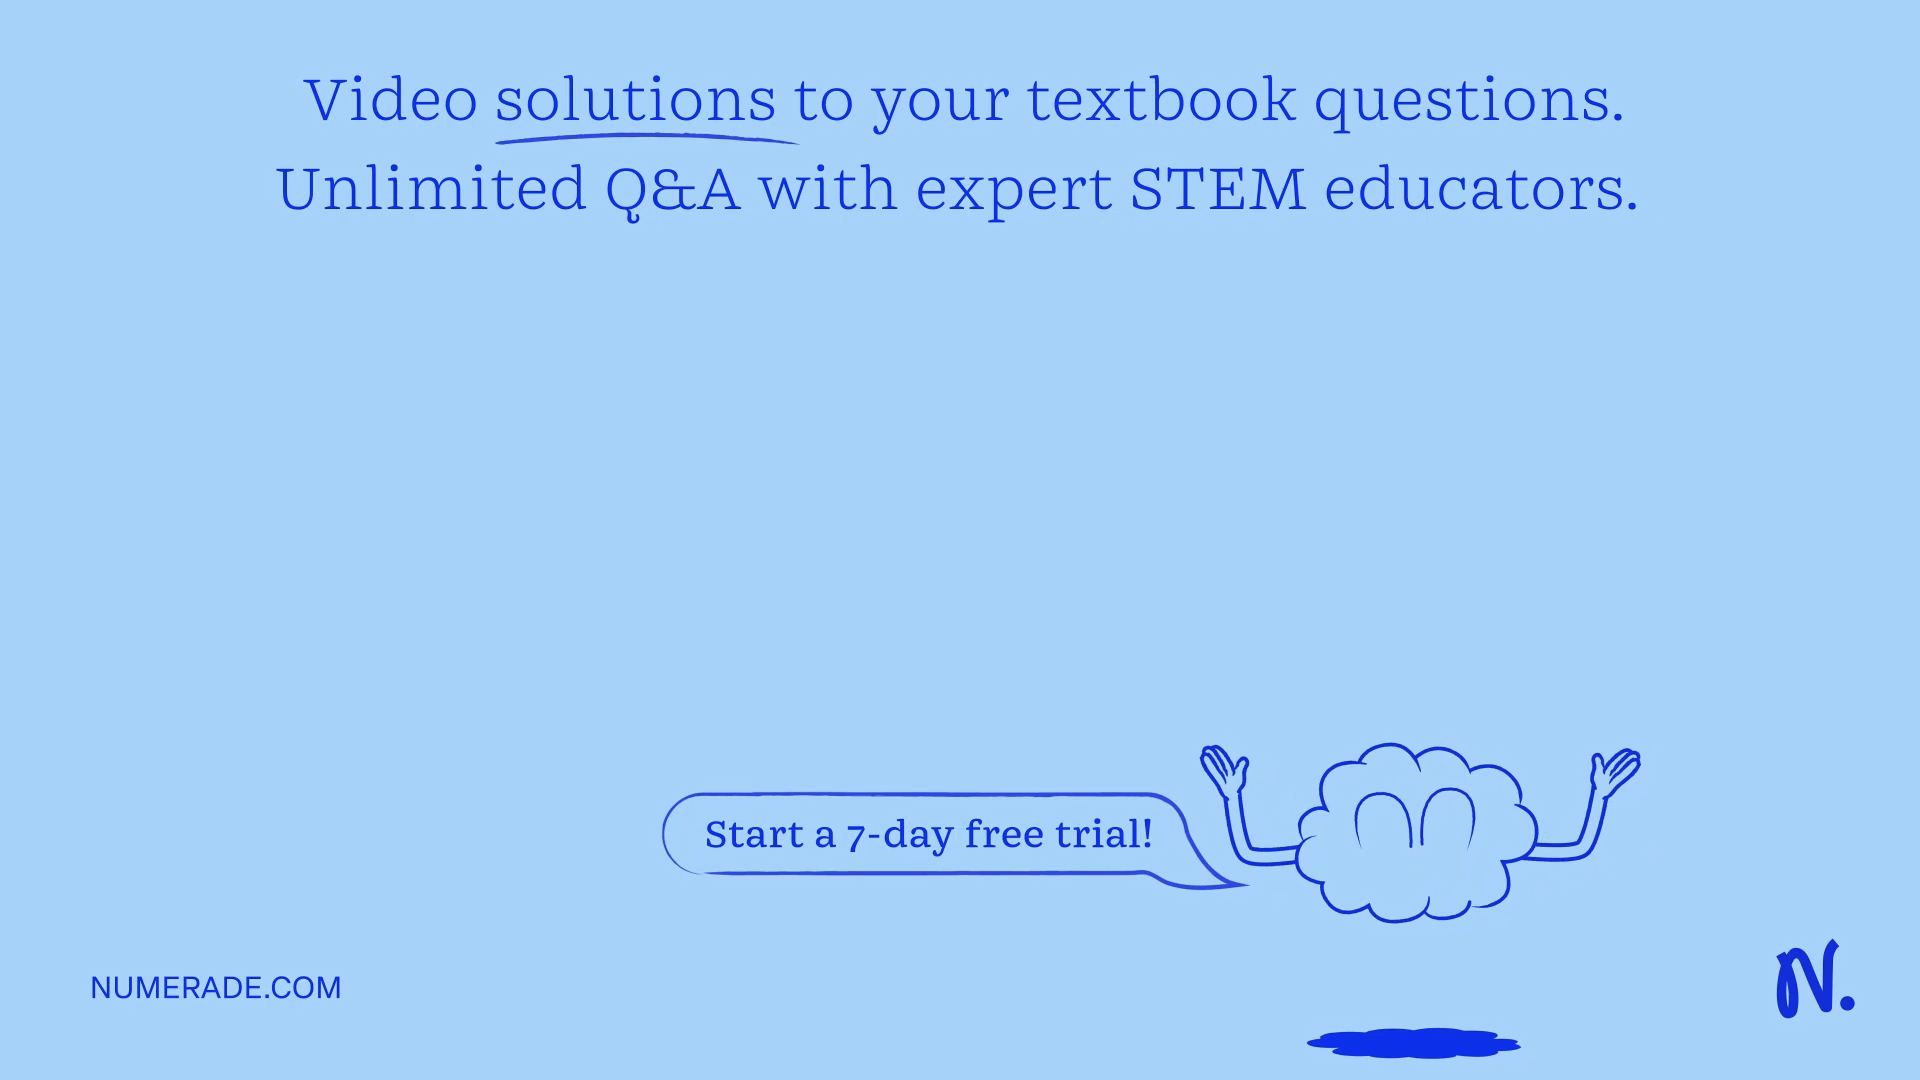 Video solutions to your textbook questions.
Unlimited Q&A with expert STEM educators.
Start a 7-day free trial!
NUMERADE.COM
N.